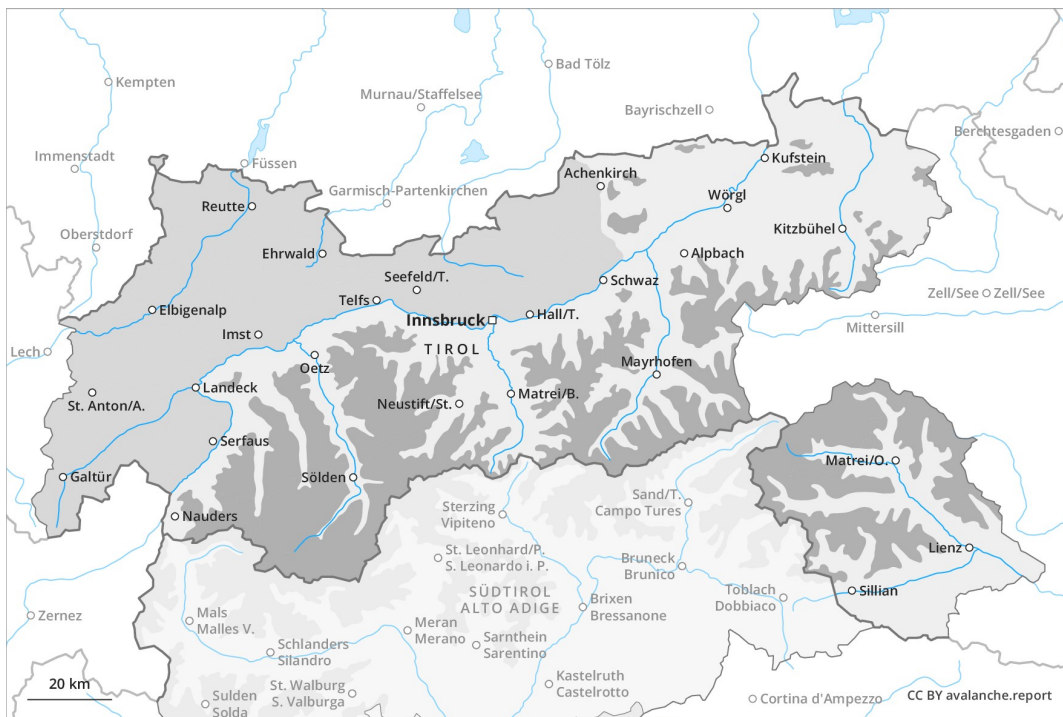 Kempten
Bad Tölz
Murnau/Staffelsee
Bayrischzell
Berchtesgaden
Immenstadt
Füssen
Kufstein
Garmisch-Partenkirchen
Achenkirch
Reutte
Wörgl
Oberstdorf
Kitzbühel
Ehrwald
Alpbach
Seefeld/T.
Schwaz
Telfs
Zell/See
Zell/See
Elbigenalp
Innsbruck
Hall/T.
Mittersill
Imst
TIROL
Lech
Oetz
Mayrhofen
Landeck
St. Anton/A.
Neustift/St.
Matrei/B.
Serfaus
Matrei/O.
Galtür
Sölden
Sand/T.
Campo Tures
Sterzing
Vipiteno
Nauders
Lienz
St. Leonhard/P.
S. Leonardo i. P.
Bruneck
Brunico
SÜDTIROL
ALTO ADIGE
Toblach
Dobbiaco
Sillian
Brixen
Bressanone
Zernez
Mals
Malles V.
Meran
Merano
Sarnthein
Sarentino
Schlanders
Silandro
Kastelruth
Castelrotto
20 km
St. Walburg
S. Valburga
Sulden
Solda
Cortina d'Ampezzo
CC BY avalanche.report